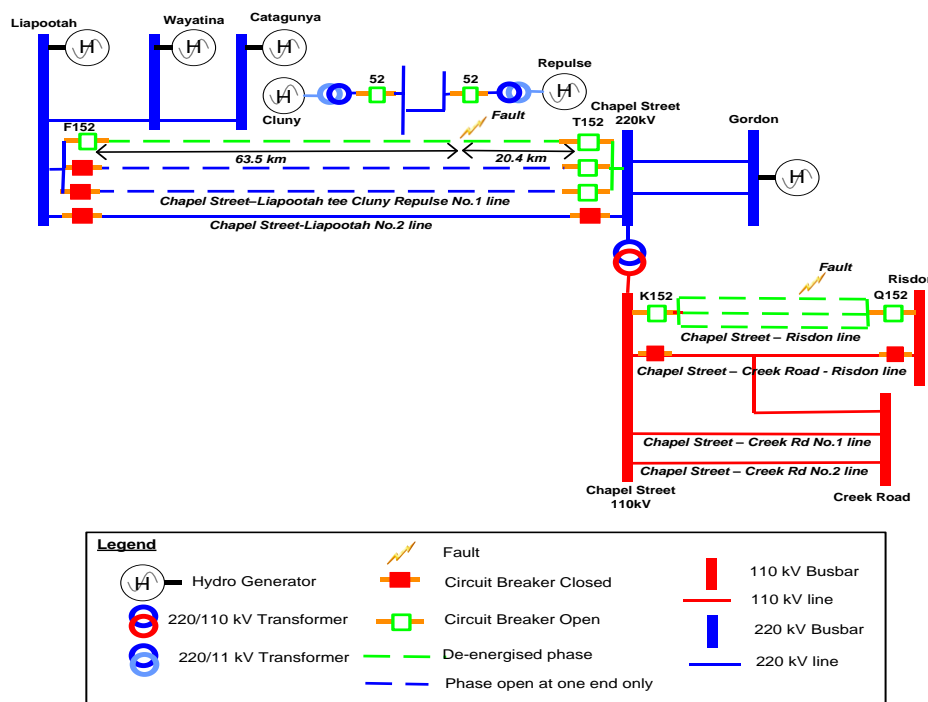 Liapootah
Wayatina
Catagunya
52
52
Repulse
Cluny
Fault
Chapel Street
220kV
Gordon
F152
T152
63.5 km
20.4 km
Chapel Street–Liapootah tee Cluny Repulse No.1 line
Chapel Street-Liapootah No.2 line
Fault
Risdon
K152
Q152
Chapel Street – Risdon line
Chapel Street – Creek Road - Risdon line
Chapel Street – Creek Rd No.1 line
Chapel Street – Creek Rd No.2 line
Chapel Street
110kV
Creek Road
Legend
Hydro Generator
220/110 kV Transformer
220/11 kV Transformer
Fault
Circuit Breaker Closed
Circuit Breaker Open
De-energised phase
Phase open at one end only
110 kV Busbar
110 kV line
220 kV Busbar
220 kV line